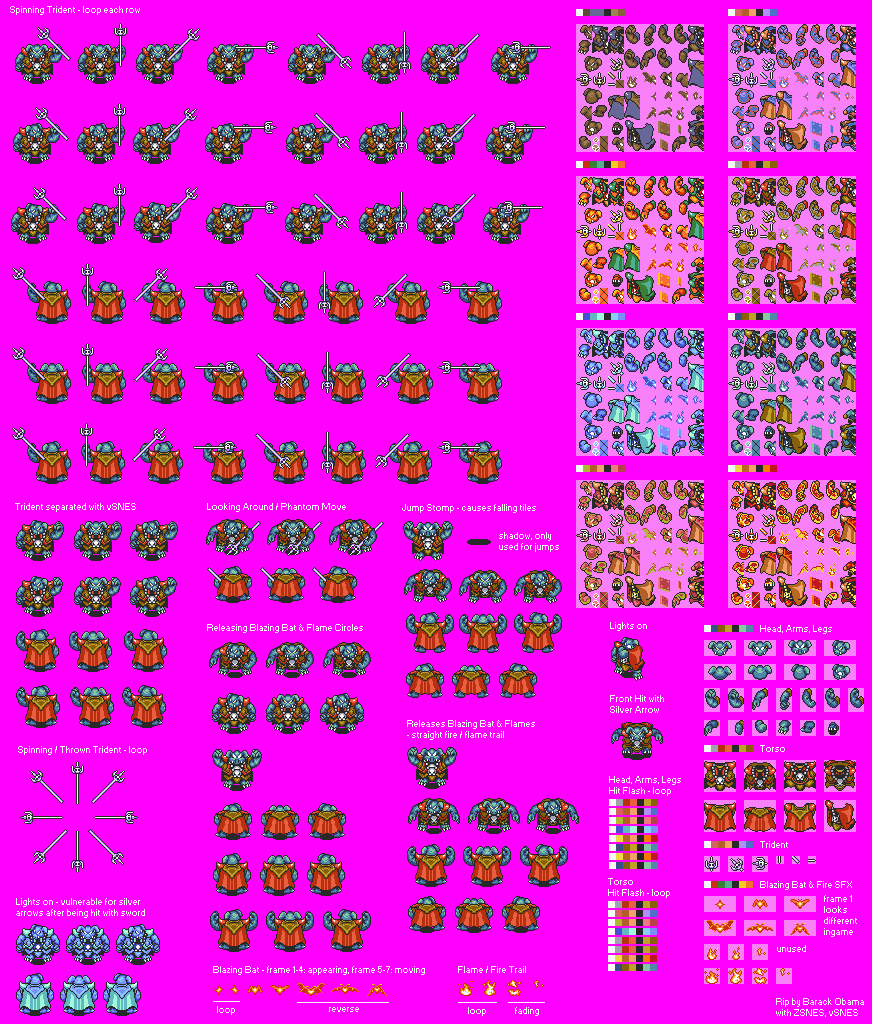 Spinning Trident - loop each row
Trident separated with vSNES
Looking Around / Phantom Move
Jump Stomp - causes falling tiles
shadow, only
used for jumps
Releasing Blazing Bat & Flame Circles
Releases Blazing Bat & Flames
- straight fire / flame trail
Spinning / Thrown Trident - loop
Lights on - vulnerable for silver
arrows after being hit with sword
Blazing Bat - frame 1-4: appearing, frame 5-7: moving
loop
reverse
Flame / Fire Trail
loop
fading
Lights on
Front Hit with
Silver Arrow
Head, Arms, Legs
Hit Flash - loop
Torso
Hit Flash - loop
Head, Arms, Legs
Torso
Trident
Blazing Bat & Fire SFX
frame 1
looks
different
ingame
unused
Rip by Barack Obama
with ZSNES, vSNES